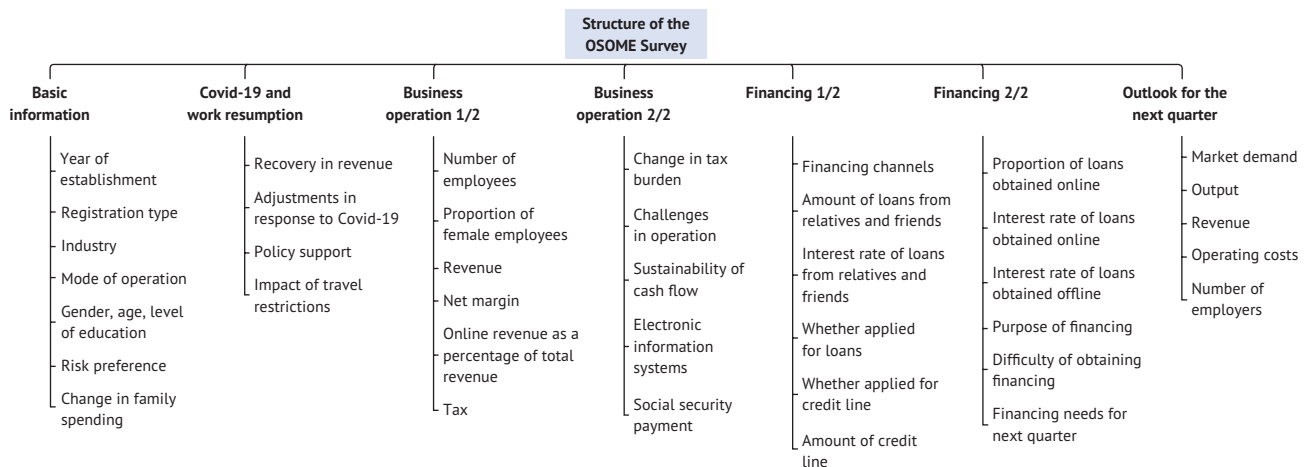 Structure of the
OSOME Survey
Basic
information
Year of
establishment
Registration type
Industry
Mode of operation
Gender, age, level
of education
Risk preference
Change in family
spending
Covid-19 and
work resumption
Recovery in revenue
Adjustments in
response to Covid-19
Policy support
Impact of travel
restrictions
Business
operation 1/2
Number of
employees
Proportion of
female employees
Revenue
Net margin
Online revenue as a
percentage of total
revenue
Tax
Business
operation 2/2
Change in tax
burden
Challenges
in operation
Sustainability of
cash flow
Electronic
information
systems
Social security
payment
Financing 1/2
Financing channels
Amount of loans from
relatives and friends
Interest rate of loans
from relatives and
friends
Whether applied
for loans
Whether applied for
credit line
Amount of credit
line
Financing 2/2
Proportion of loans
obtained online
Interest rate of loans
obtained online
Interest rate of loans
obtained offline
Purpose of financing
Difficulty of obtaining
financing
Financing needs for
next quarter
Outlook for the
next quarter
Market demand
Output
Revenue
Operating costs
Number of
employers